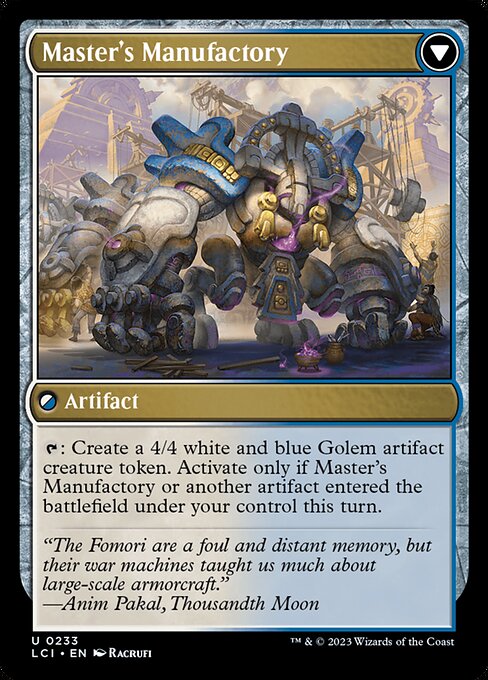 Master's Manufactory
Artifact
: Create a 4/4 white and blue Golem artifact
creature token. Activate only if Master's
Manufactory or another artifact entered the
battlefield under your control this turn.
“The Fomori are a foul and distant memory, but
their war machines taught us much about
large-scale armorcraft.”
—Anim Pakal, Thousandth Moon
U 0233
LCI • EN Racrufi
™ & © 2023 Wizards of the Coast